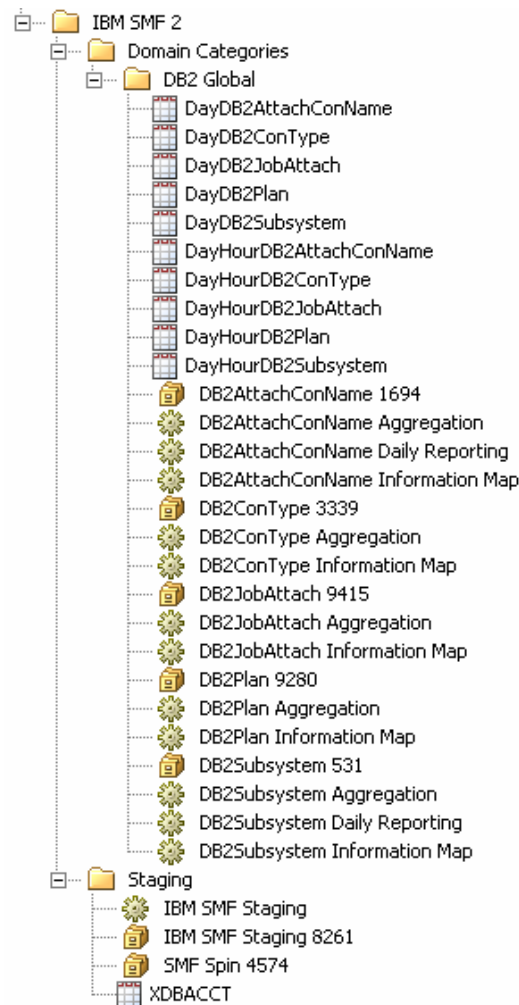 IBM SMF 2
Domain Categories
DB2 Global
DayDB2AttachConName
DayDB2ConType
DayDB2JobAttach
DayDB2Plan
DayDB2Subsystem
DayHourDB2AttachConName
DayHourDB2ConType
DayHourDB2JobAttach
DayHourDB2Plan
DayHourDB2Subsystem
DB2AttachConName 1694
DB2AttachConName Aggregation
DB2AttachConName Daily Reporting
DB2AttachConName Information Map
DB2ConType 3339
DB2ConType Aggregation
DB2ConType Information Map
DB2JobAttach 9415
DB2JobAttach Aggregation
DB2JobAttach Information Map
DB2Plan 9280
DB2Plan Aggregation
DB2Plan Information Map
DB2Subsystem 531
DB2Subsystem Aggregation
DB2Subsystem Daily Reporting
DB2Subsystem Information Map
Staging
IBM SMF Staging
IBM SMF Staging 8261
SMF Spin 4574
XDBACCT